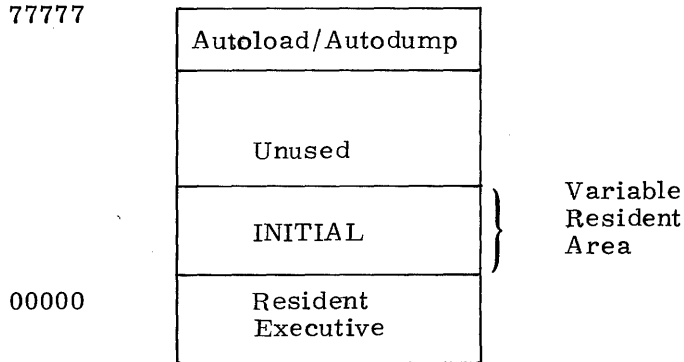 77777
Autoload/Autodump
Unused
Variable
Resident
Area
INITIAL
00000
Resident
Executive